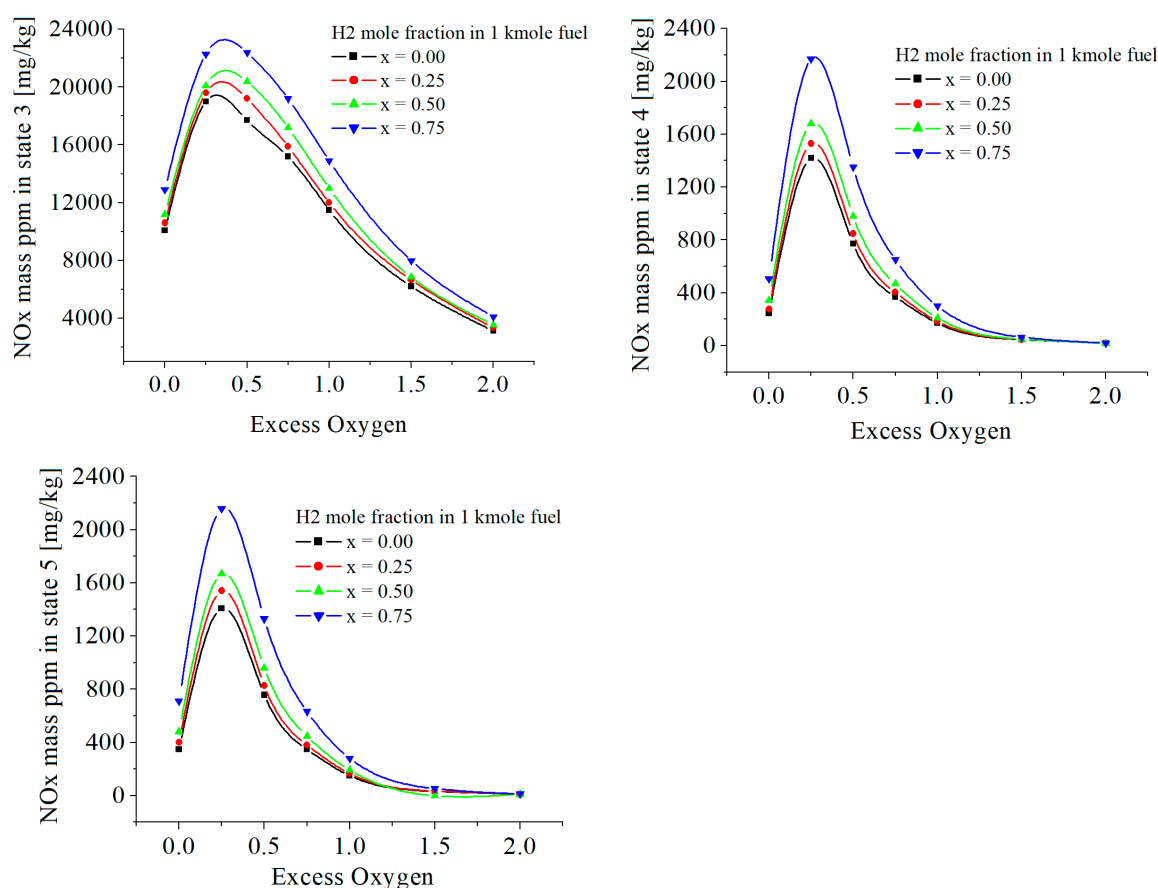 NOx mass ppm in state 3 [mg/kg]
24000
20000
16000
12000
8000
4000
0.0 0.5 1.0 1.5 2.0
Excess Oxygen
H2 mole fraction in 1 kmole fuel
x = 0.00
x = 0.25
x = 0.50
x = 0.75
NOx mass ppm in state 4 [mg/kg]
2400
2000
1600
1200
800
400
0
0.0 0.5 1.0 1.5 2.0
Excess Oxygen
H2 mole fraction in 1 kmole fuel
x = 0.00
x = 0.25
x = 0.50
x = 0.75
NOx mass ppm in state 5 [mg/kg]
2400
2000
1600
1200
800
400
0
0.0 0.5 1.0 1.5 2.0
Excess Oxygen
H2 mole fraction in 1 kmole fuel
x = 0.00
x = 0.25
x = 0.50
x = 0.75